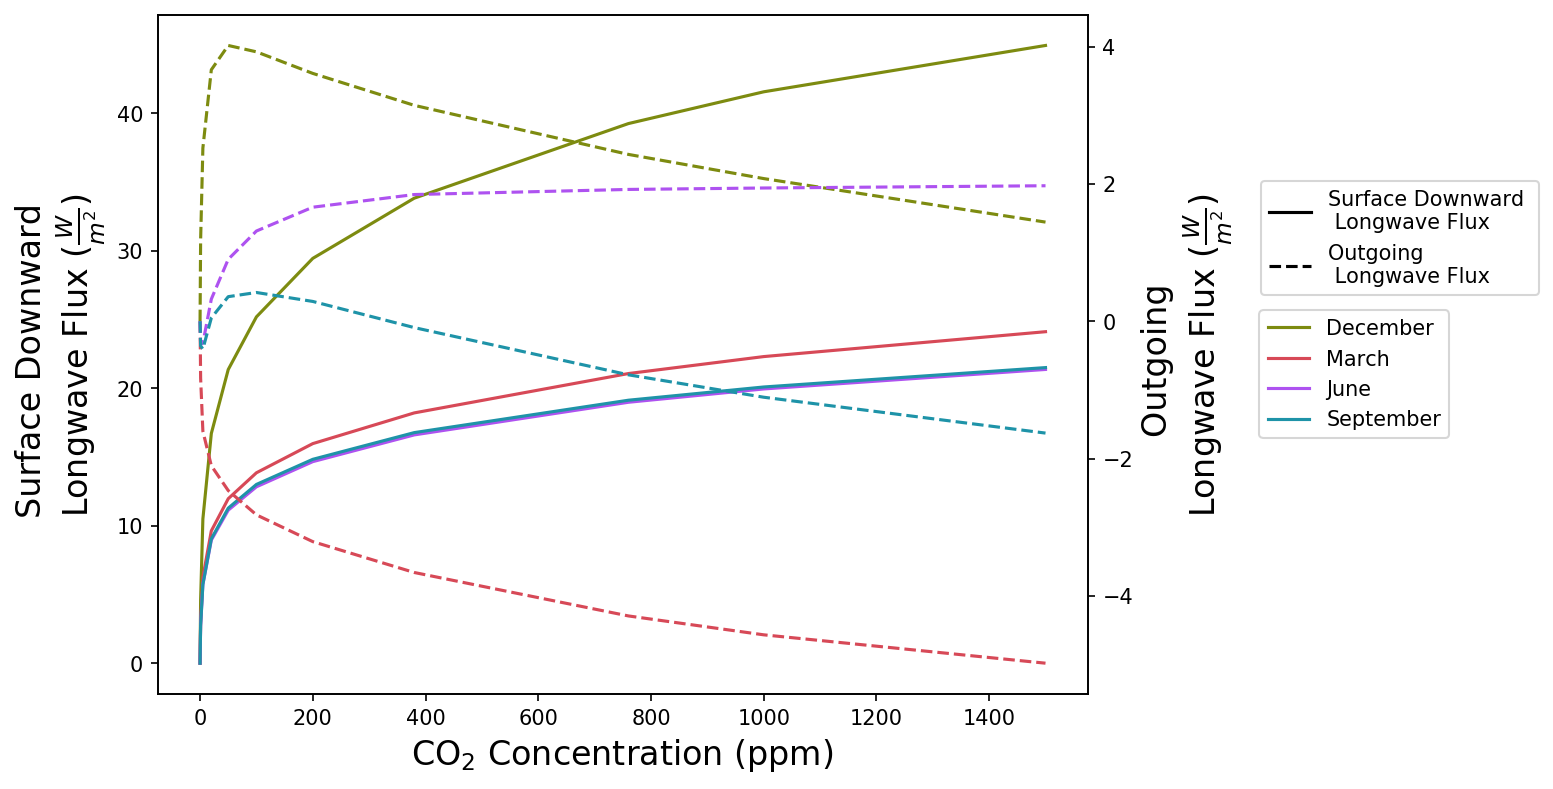 Surface Downward
Longwave Flux (W/m²)
40
30
20
10
0
0
200
400
600
800
1000
1200
1400
CO₂ Concentration (ppm)
4
2
0
−2
−4
Outgoing
Longwave Flux (W/m²)
Surface Downward
Longwave Flux
Outgoing
Longwave Flux
December
March
June
September